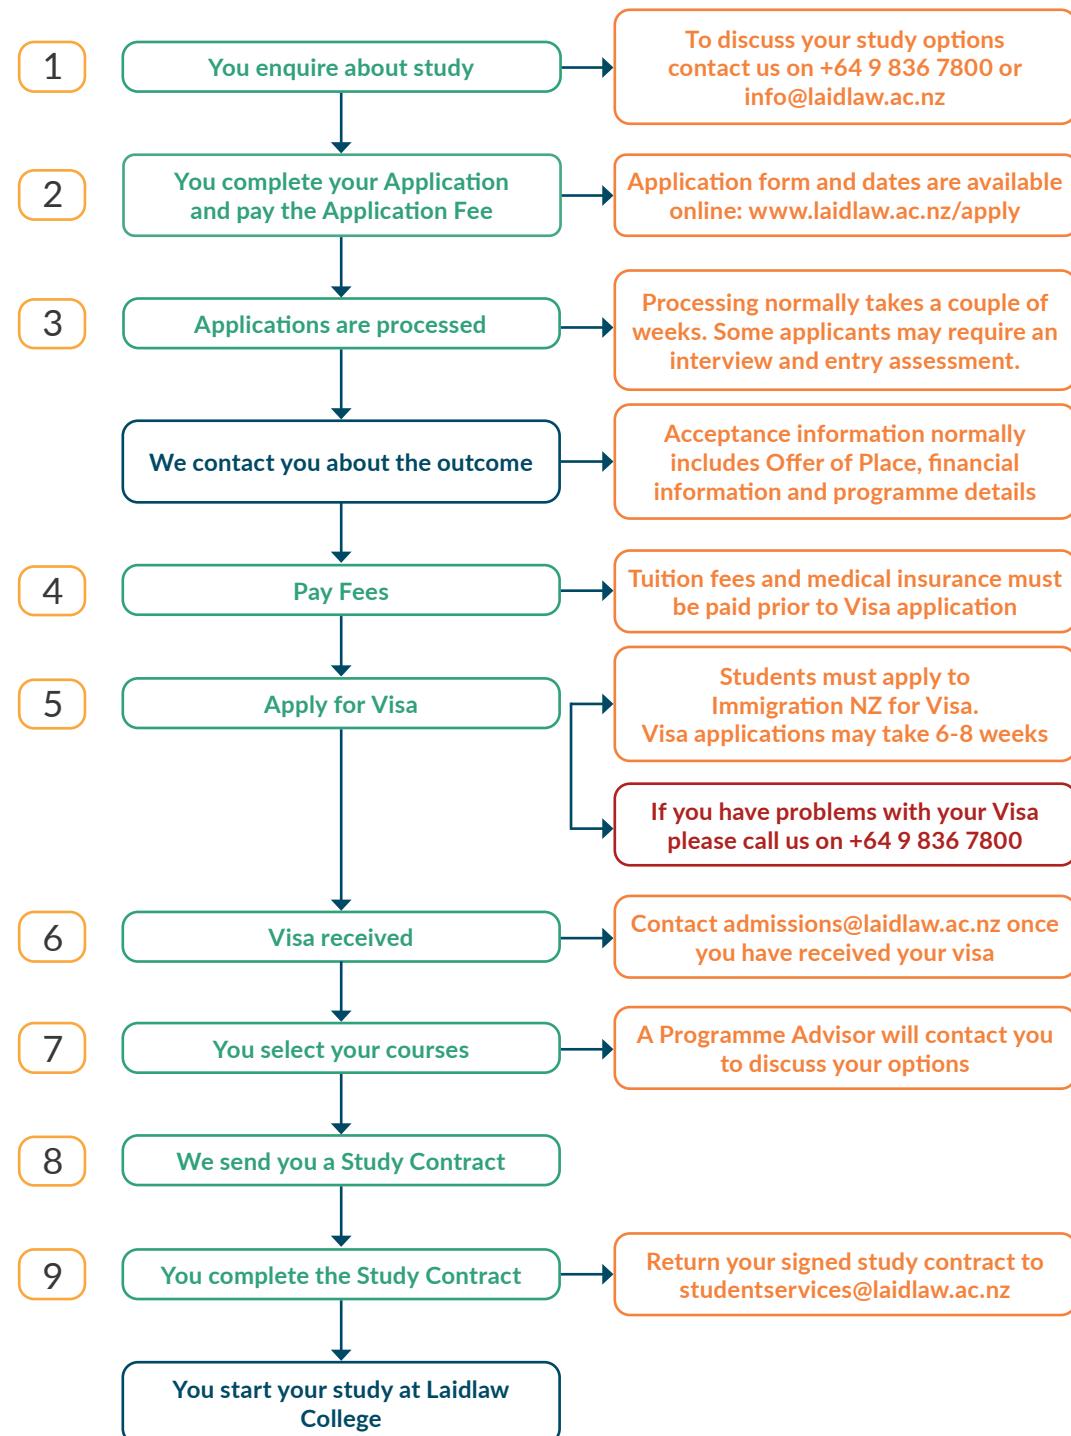 1
You enquire about study
To discuss your study options
contact us on +64 9 836 7800 or
info@laidlaw.ac.nz
2
You complete your Application
and pay the Application Fee
Application form and dates are available
online: www.laidlaw.ac.nz/apply
3
Applications are processed
Processing normally takes a couple of
weeks. Some applicants may require an
interview and entry assessment.
We contact you about the outcome
Acceptance information normally
includes Offer of Place, financial
information and programme details
4
Pay Fees
Tuition fees and medical insurance must
be paid prior to Visa application
5
Apply for Visa
Students must apply to
Immigration NZ for Visa.
Visa applications may take 6-8 weeks
If you have problems with your Visa
please call us on +64 9 836 7800
6
Visa received
Contact admissions@laidlaw.ac.nz once
you have received your visa
7
You select your courses
A Programme Advisor will contact you
to discuss your options
8
We send you a Study Contract
9
You complete the Study Contract
Return your signed study contract to
studentservices@laidlaw.ac.nz
You start your study at Laidlaw
College